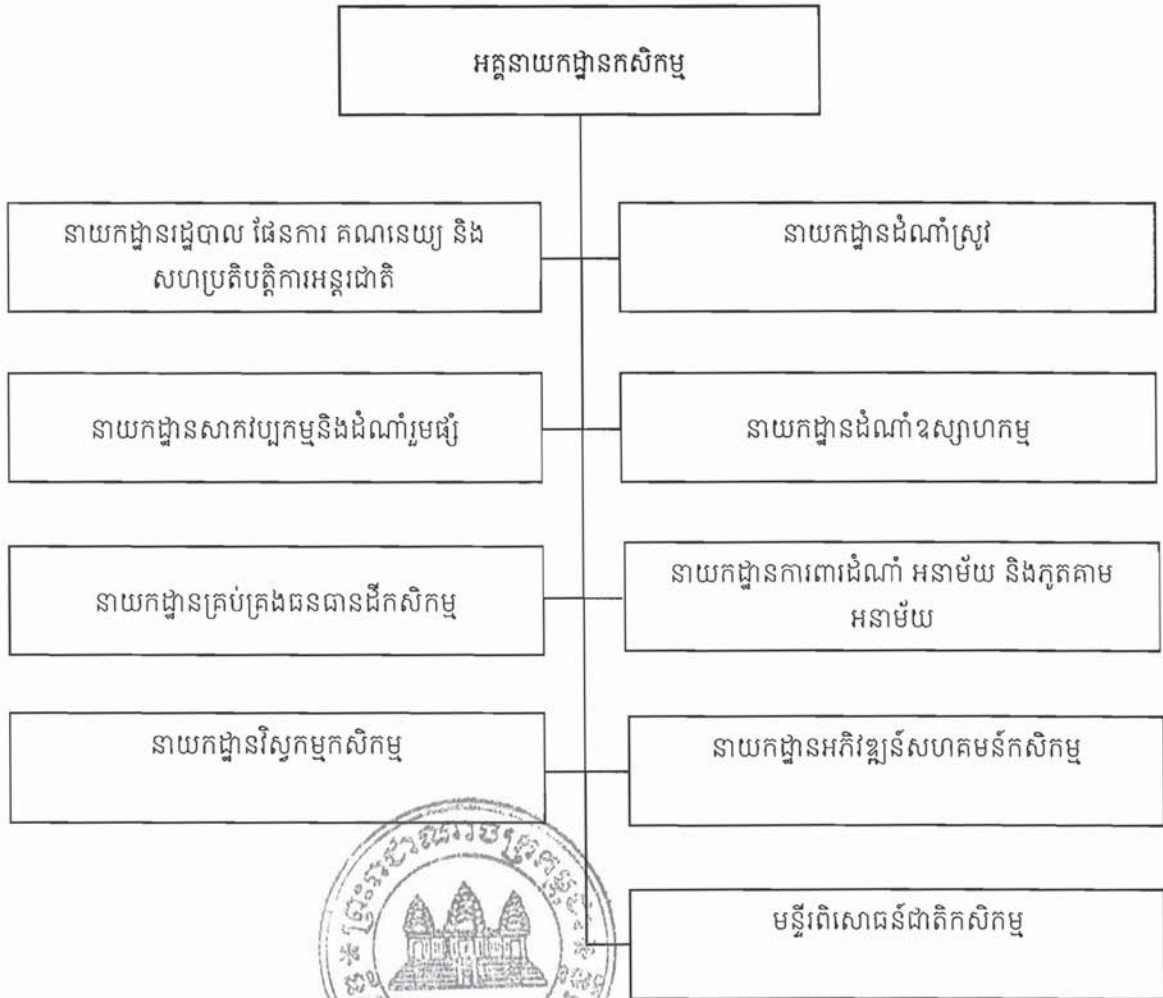 អគ្គនាយកដ្ឋានកសិកម្ម
នាយកដ្ឋានរដ្ឋបាល ផែនការ គណនេយ្យ និង
សហប្រតិបត្តិការអន្តរជាតិ
នាយកដ្ឋានដំណាំស្រូវ
នាយកដ្ឋានសាកវប្បកម្មនិងដំណាំរួមផ្សំ
នាយកដ្ឋានដំណាំឧស្សាហកម្ម
នាយកដ្ឋានគ្រប់គ្រងធនធានដីកសិកម្ម
នាយកដ្ឋានការពារដំណាំ អនាម័យ និងភូតគាម
អនាម័យ
នាយកដ្ឋានវិស្វកម្មកសិកម្ម
នាយកដ្ឋានអភិវឌ្ឍន៍សហគមន៍កសិកម្ម
មន្ទីរពិសោធន៍ជាតិកសិកម្ម